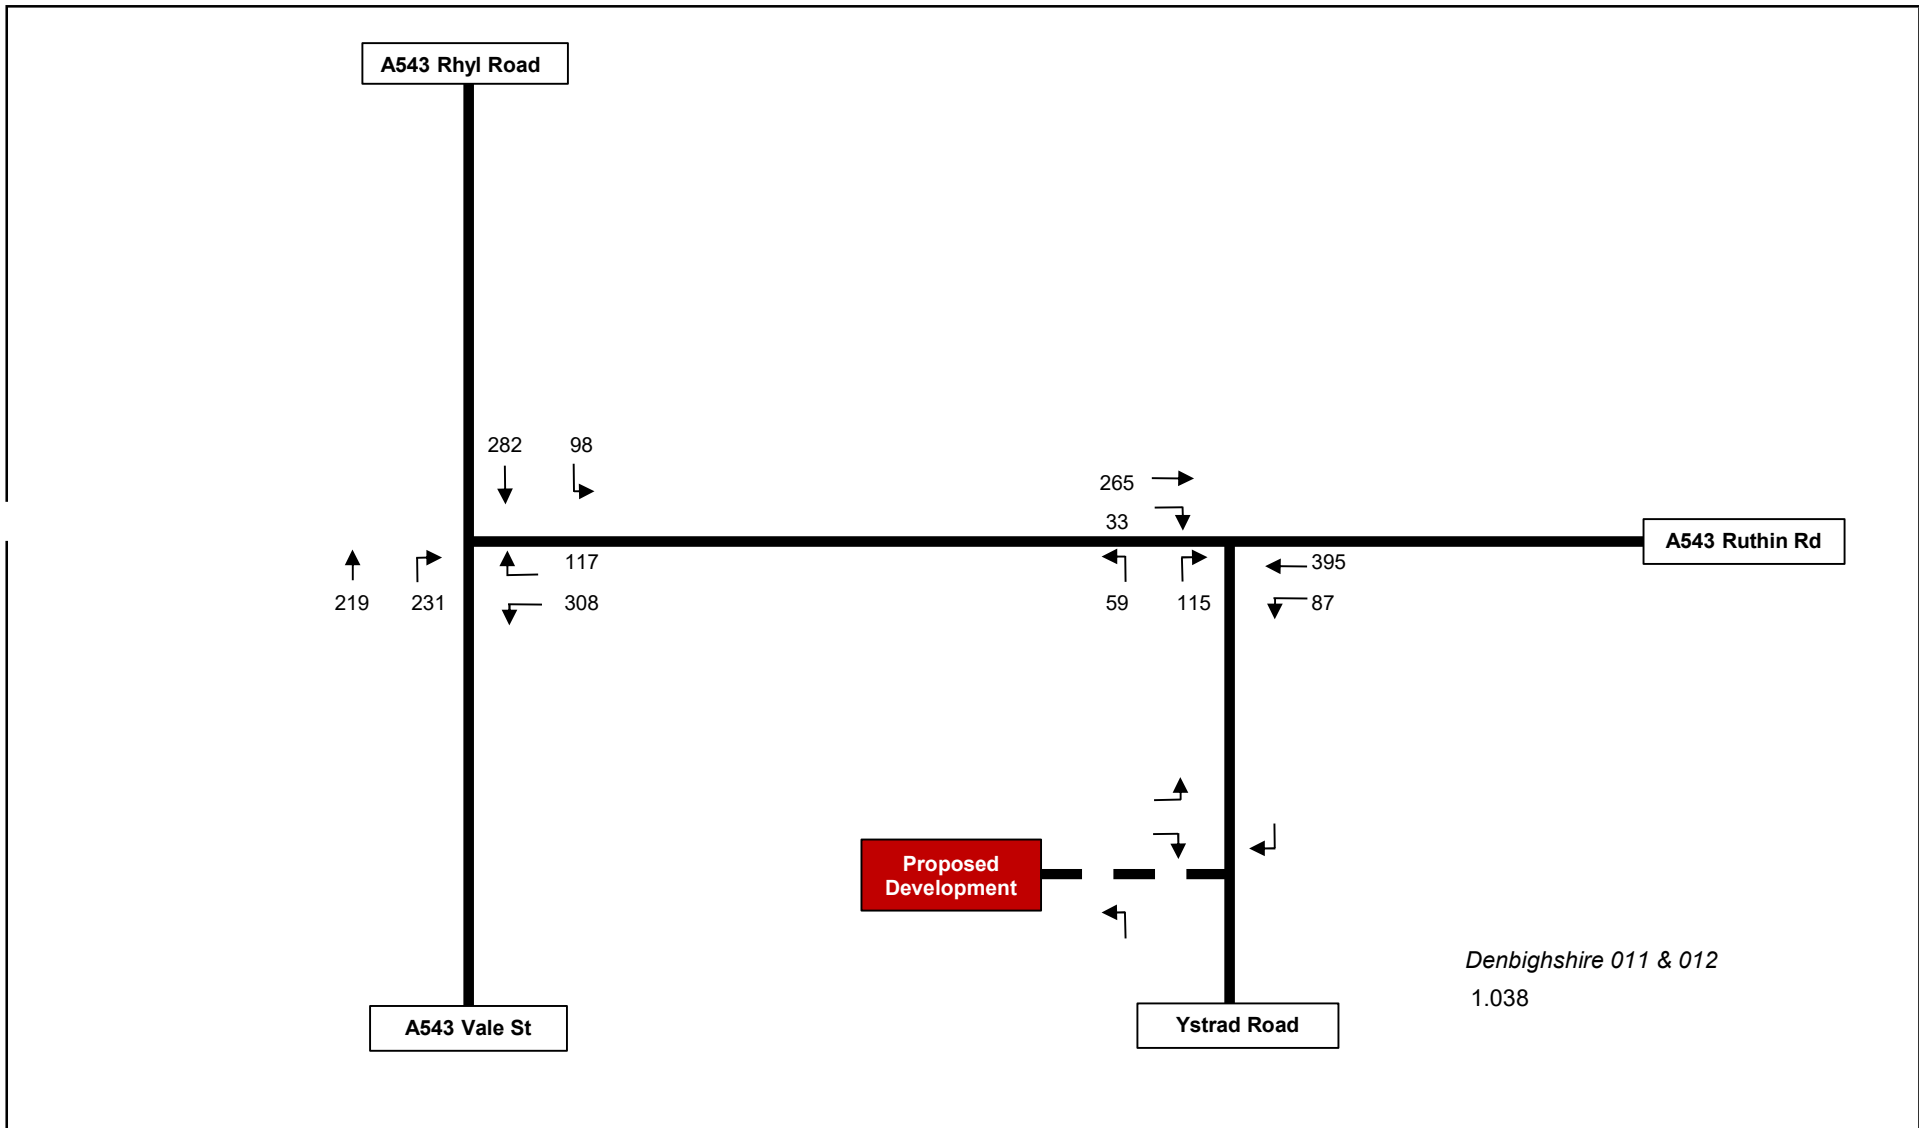 A543 Rhyl Road
282 98
265
33
A543 Ruthin Rd
117
395
219 231 308
59 115 87
Proposed
Development
Denbighshire 011 & 012
1.038
A543 Vale St
Ystrad Road